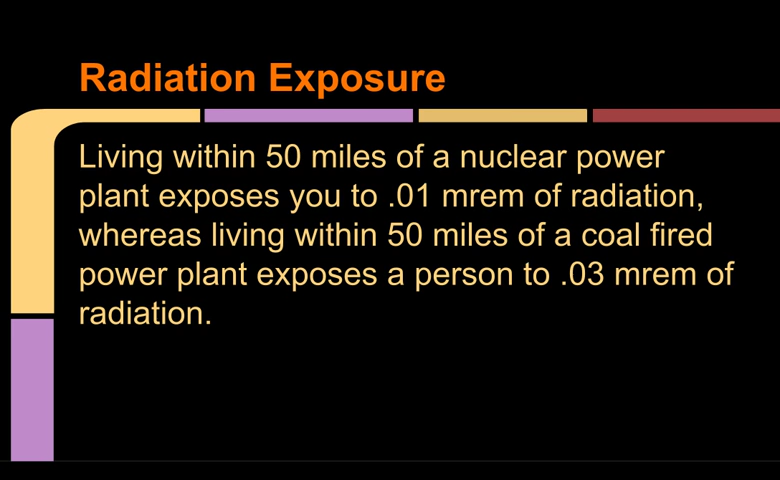 Radiation Exposure
Living within 50 miles of a nuclear power
plant exposes you to .01 mrem of radiation,
whereas living within 50 miles of a coal fired
power plant exposes a person to .03 mrem of
radiation.